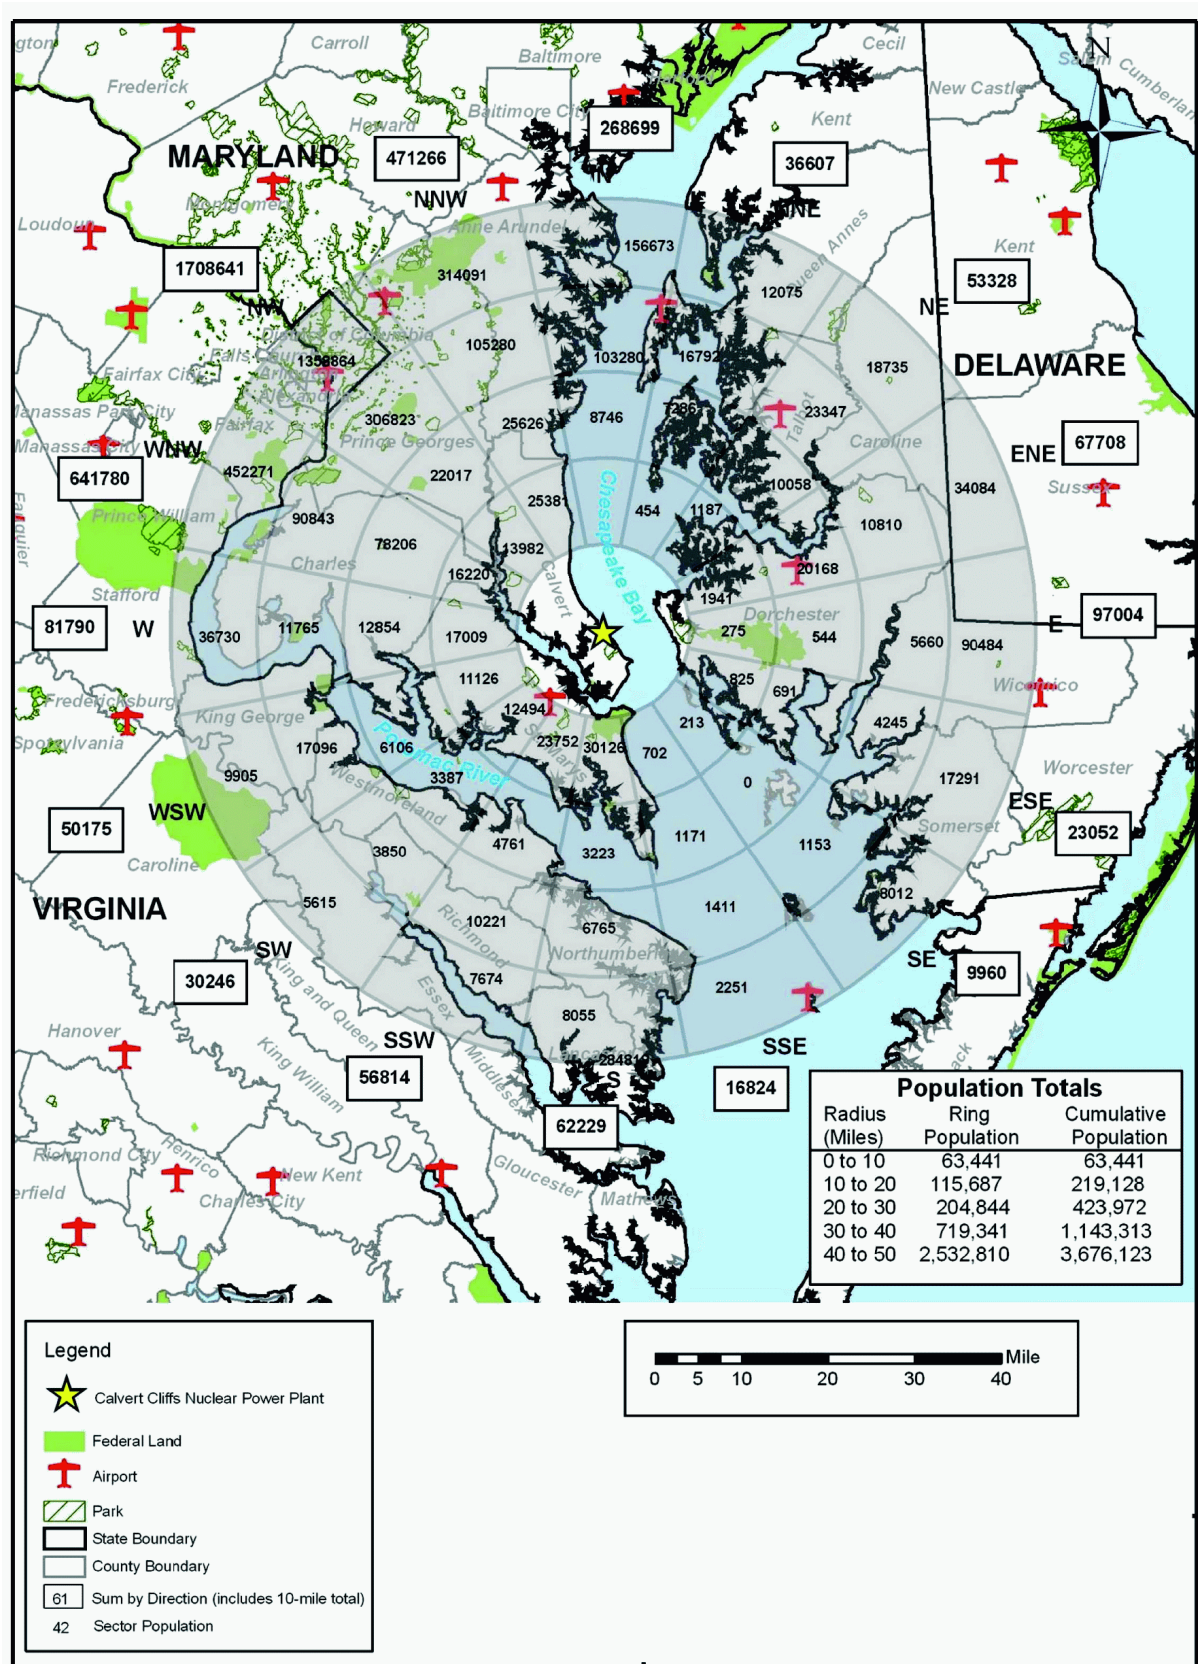 Carroll
Cecil
N
Baltimore
Salem
Cumberlan
Frederick
Harford
New Castle
Baltimore City
Kent
Howard
268699
MARYLAND
471266
36607
NNW
N
Montgomery
NNE
Loudoun
Anne Arundel
Queen Annes
156673
Kent
1708641
314091
12075
53328
NW
NE
District of Columbia
105280
103280
16792
Falls Church
1359864
18735
DELAWARE
Fairfax City
Arlington
Alexandria
Manassas Park City
306823
8746
7286
23347
Talbot
Fairfax
25626
Prince Georges
Caroline
67708
Manassas City
WNW
ENE
641780
452271
22017
10058
34084
Sussex
Prince William
90843
2538
Chesapeake Bay
454
1187
10810
Fauquier
78206
13982
Charles
16220
Calvert
20168
Stafford
1941
Dorchester
97004
81790
W
36730
11765
12854
17009
275
544
5660
90484
E
11126
825
691
Wicomico
Fredericksburg
12494
King George
213
4245
Spotsylvania
17096
6106
23752
St Marys
30126
702
9905
Potomac River
3387
0
17291
Worcester
Westmoreland
50175
WSW
ESE
23052
Somerset
3850
4761
3223
1171
1153
Caroline
8012
VIRGINIA
5615
10221
6765
1411
Richmond
SW
Northumberland
SE
9960
30246
King and Queen
7674
Essex
2251
8055
Hanover
SSW
Lancaster
28481
SSE
King William
Middlesex
S
56814
16824
62229
Richmond City
Henrico
New Kent
Gloucester
Charles City
Mathews
Population Totals
Radius Ring Cumulative
(Miles) Population Population
0 to 10 63,441 63,441
10 to 20 115,687 219,128
20 to 30 204,844 423,972
30 to 40 719,341 1,143,313
40 to 50 2,532,810 3,676,123
Legend
Calvert Cliffs Nuclear Power Plant
Federal Land
Airport
Park
State Boundary
County Boundary
61 Sum by Direction (includes 10-mile total)
42 Sector Population
Mile
0 5 10 20 30 40